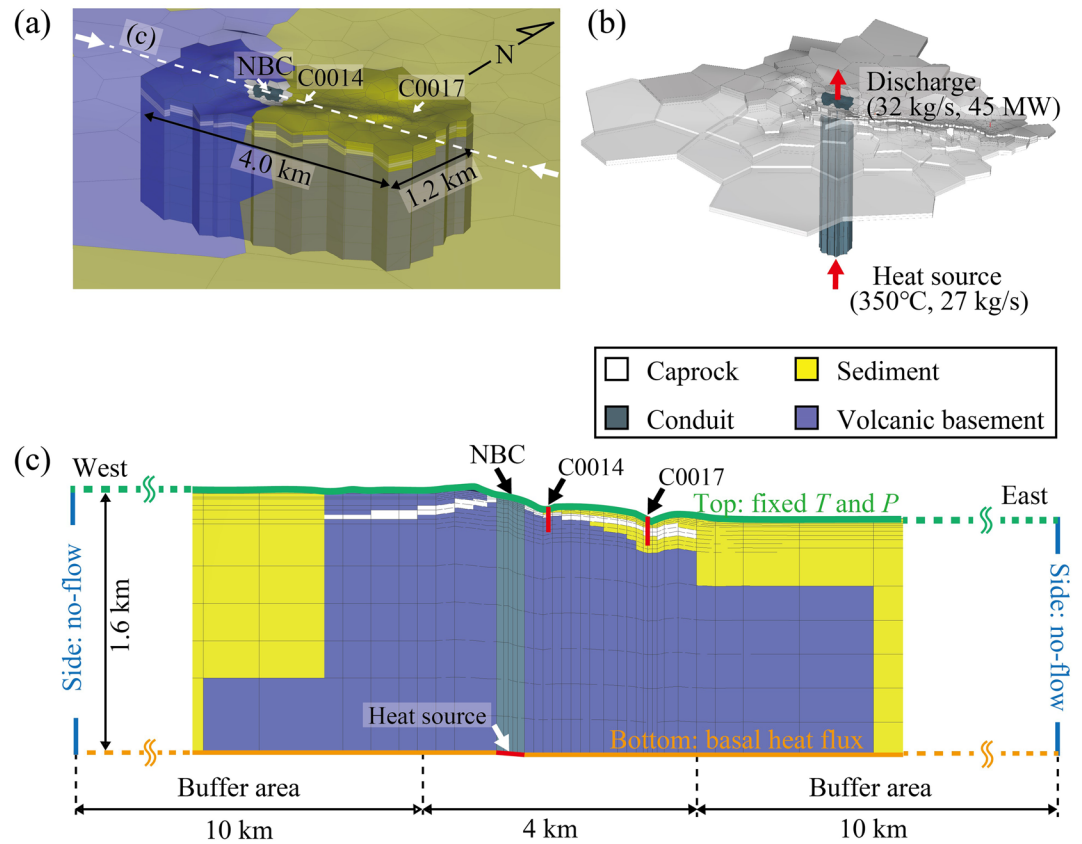 (a)
(c)
NBC
C0014
C0017
N
4.0 km
1.2 km
(b)
Discharge
(32 kg/s, 45 MW)
Heat source
(350℃, 27 kg/s)
Caprock
Sediment
Conduit
Volcanic basement
(c)
West
NBC
C0014
C0017
Top: fixed T and P
East
Side: no-flow
1.6 km
Side: no-flow
Heat source
Bottom: basal heat flux
Buffer area
Buffer area
10 km
4 km
10 km